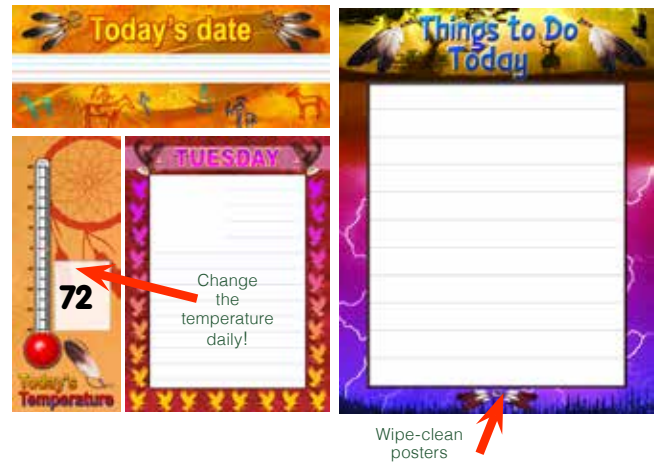 Today's date
Things to Do
Today
TUESDAY
72
Change
the
temperature
daily!
Today's
Temperature
Wipe-clean
posters